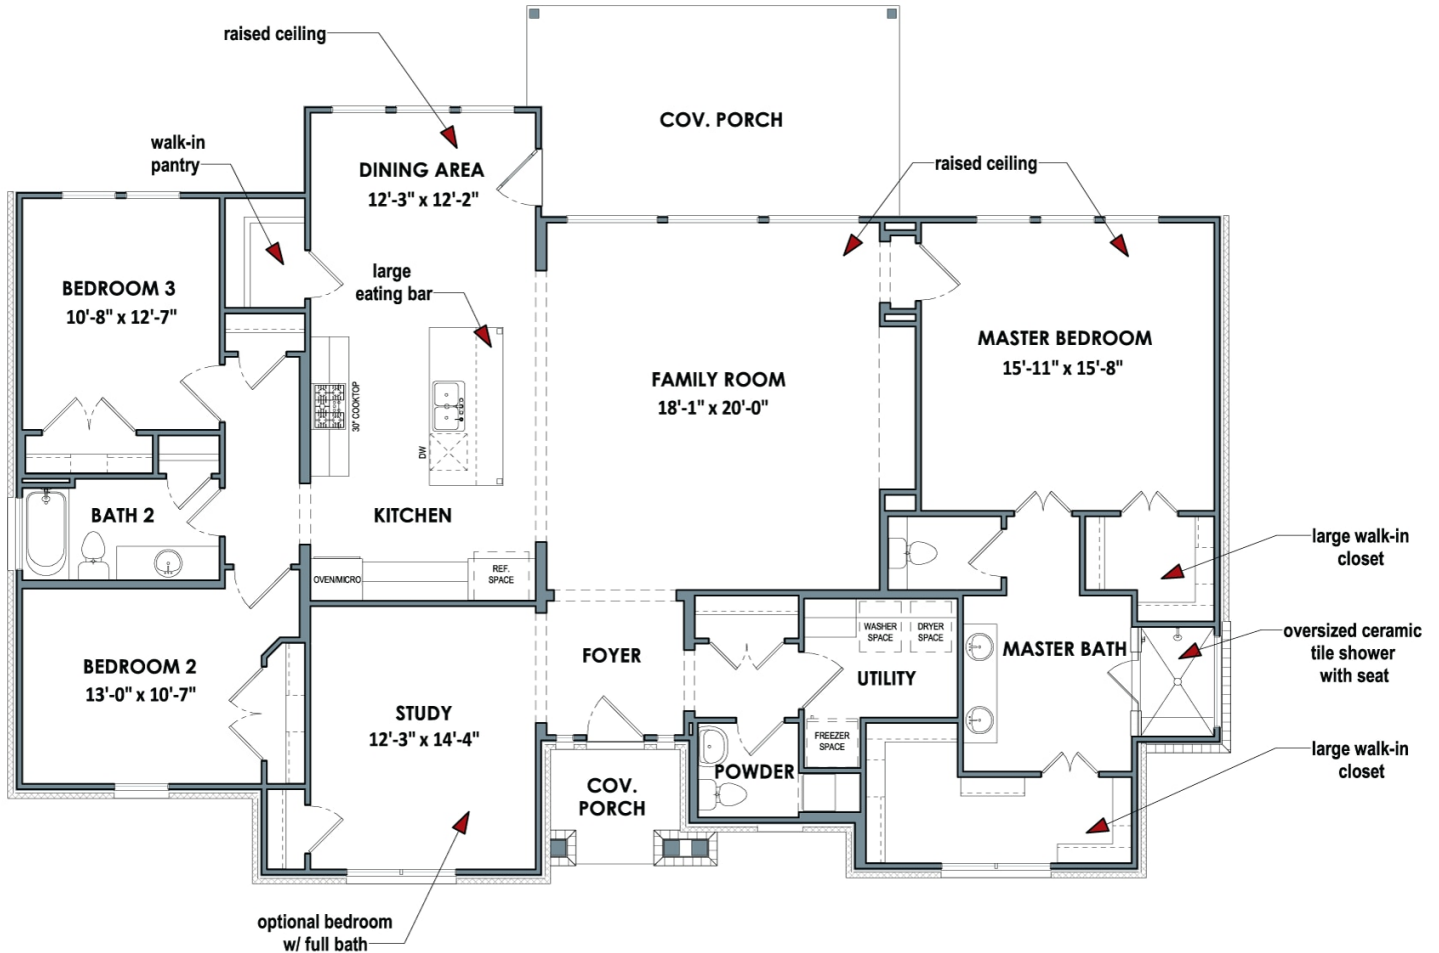 raised ceiling
COV. PORCH
walk-in
pantry
DINING AREA
12'-3" x 12'-2"
raised ceiling
large
eating bar
BEDROOM 3
10'-8" x 12'-7"
MASTER BEDROOM
15'-11" x 15'-8"
FAMILY ROOM
18'-1" x 20'-0"
30" COOKTOP
DW
BATH 2
KITCHEN
large walk-in
closet
OVEN/MICRO
REF.
SPACE
WASHER
SPACE
DRYER
SPACE
oversized ceramic
tile shower
with seat
FOYER
MASTER BATH
BEDROOM 2
13'-0" x 10'-7"
UTILITY
STUDY
12'-3" x 14'-4"
FREEZER
SPACE
large walk-in
closet
POWDER
COV.
PORCH
optional bedroom
w/ full bath